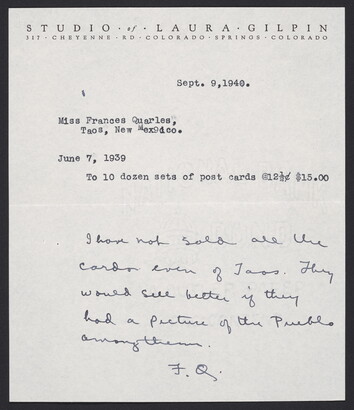 STUDIO · of · LAURA · GILPIN
317 · CHEYENNE · RD · COLORADO · SPRINGS · COLORADO
Sept. 9,1940.
Miss Frances Quarles,
Taos, New Mexico.
June 7, 1939
To 10 dozen sets of post cards @12½¢ $15.00
I have not sold all the
cards even of Taos. They
would sell better if they
had a picture of the Pueblo
among them.
F. Q.